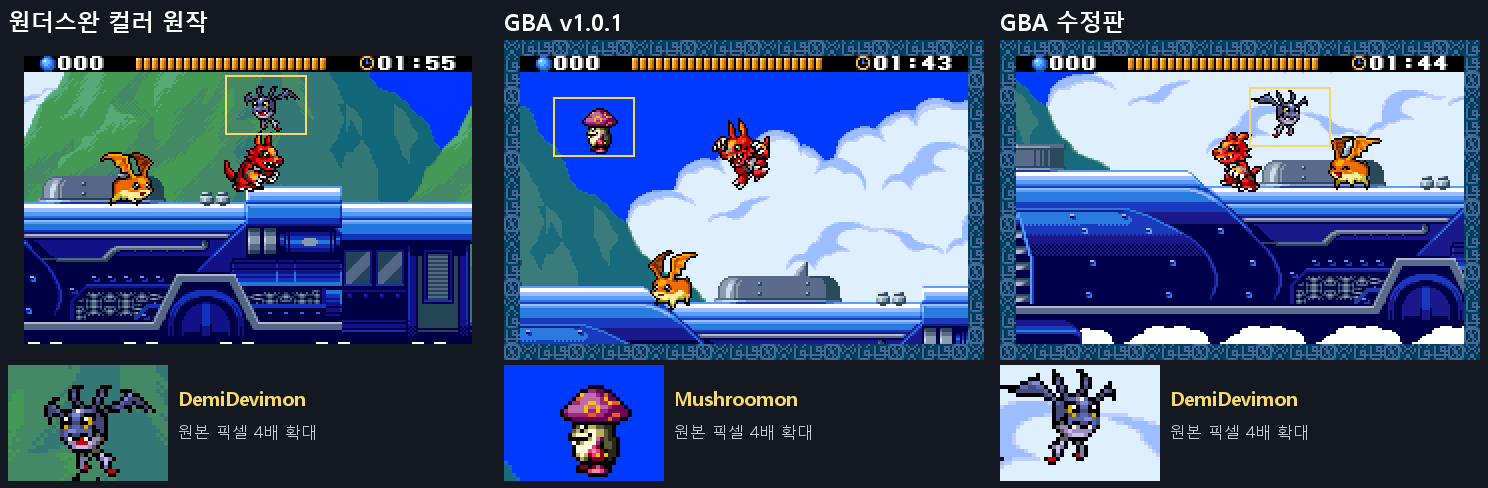 원더스완 컬러 원작
GBA v1.0.1
GBA 수정판
000
01:55
000
01:43
000
01:44
DemiDevimon
원본 픽셀 4배 확대
Mushroomon
원본 픽셀 4배 확대
DemiDevimon
원본 픽셀 4배 확대